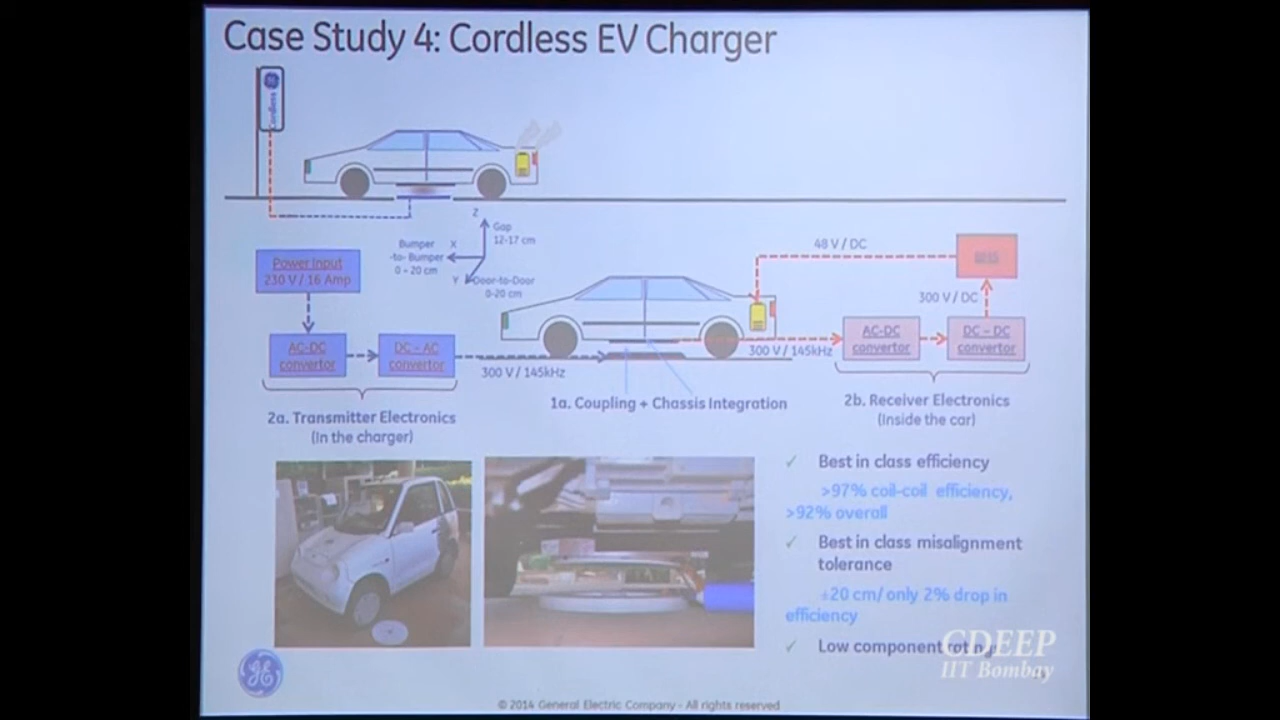 Case Study 4: Cordless EV Charger
Cordless
Z
Gap
12-17 cm
Bumper X
-to- Bumper
0 - 20 cm
Y Door-to-Door
0-20 cm
Power Input
230 V / 16 Amp
AC-DC
convertor
DC – AC
convertor
300 V / 145kHz
2a. Transmitter Electronics
(In the charger)
1a. Coupling + Chassis Integration
48 V / DC
300 V / DC
300 V / 145kHz
AC-DC
convertor
DC – DC
convertor
2b. Receiver Electronics
(Inside the car)
✓ Best in class efficiency
>97% coil-coil efficiency,
>92% overall
✓ Best in class misalignment
tolerance
±20 cm/ only 2% drop in
efficiency
✓ Low component
CDEEP
IIT Bombay
GE
© 2014 General Electric Company - All rights reserved